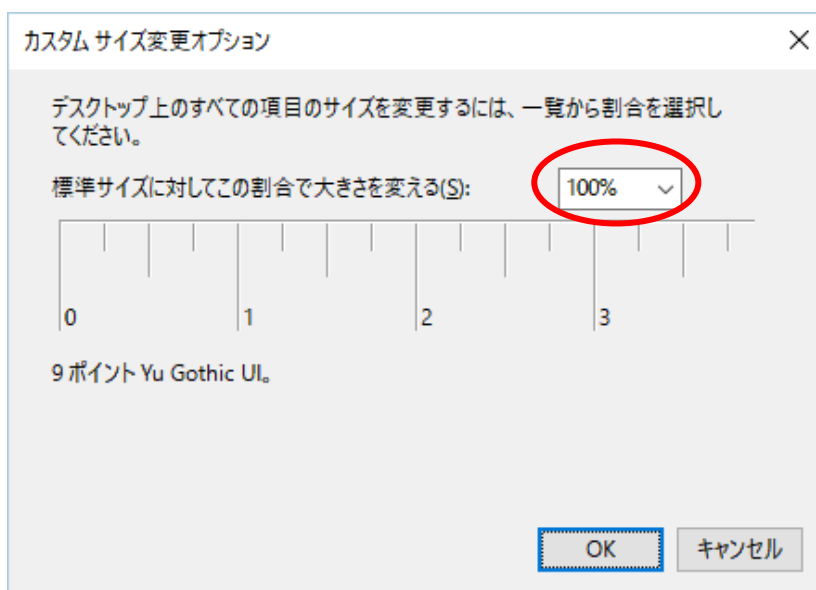 カスタム サイズ変更オプション
デスクトップ上のすべての項目のサイズを変更するには、一覧から割合を選択し
てください。
標準サイズに対してこの割合で大きさを変える(S): 100%
0 1 2 3
9 ポイント Yu Gothic UI。
OK キャンセル